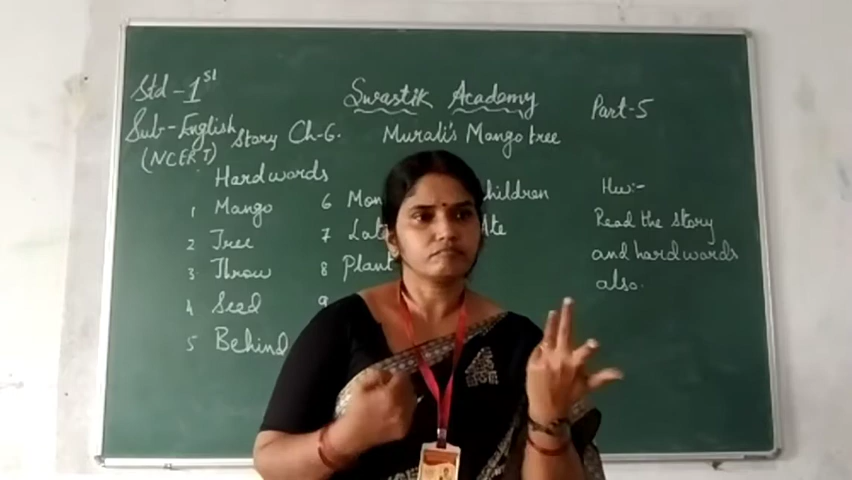 Std-1st
Swastik Academy
Part-5
Sub-English
Story Ch-6.
Murali's Mango tree
(NCERT)
Hardwords
1 Mango
2 Tree
3. Throw
4 Seed
5 Behind
6 Mon
7 Late
8 Plant
9
children
Ate
Hw:-
Read the story
and hardwords
also.